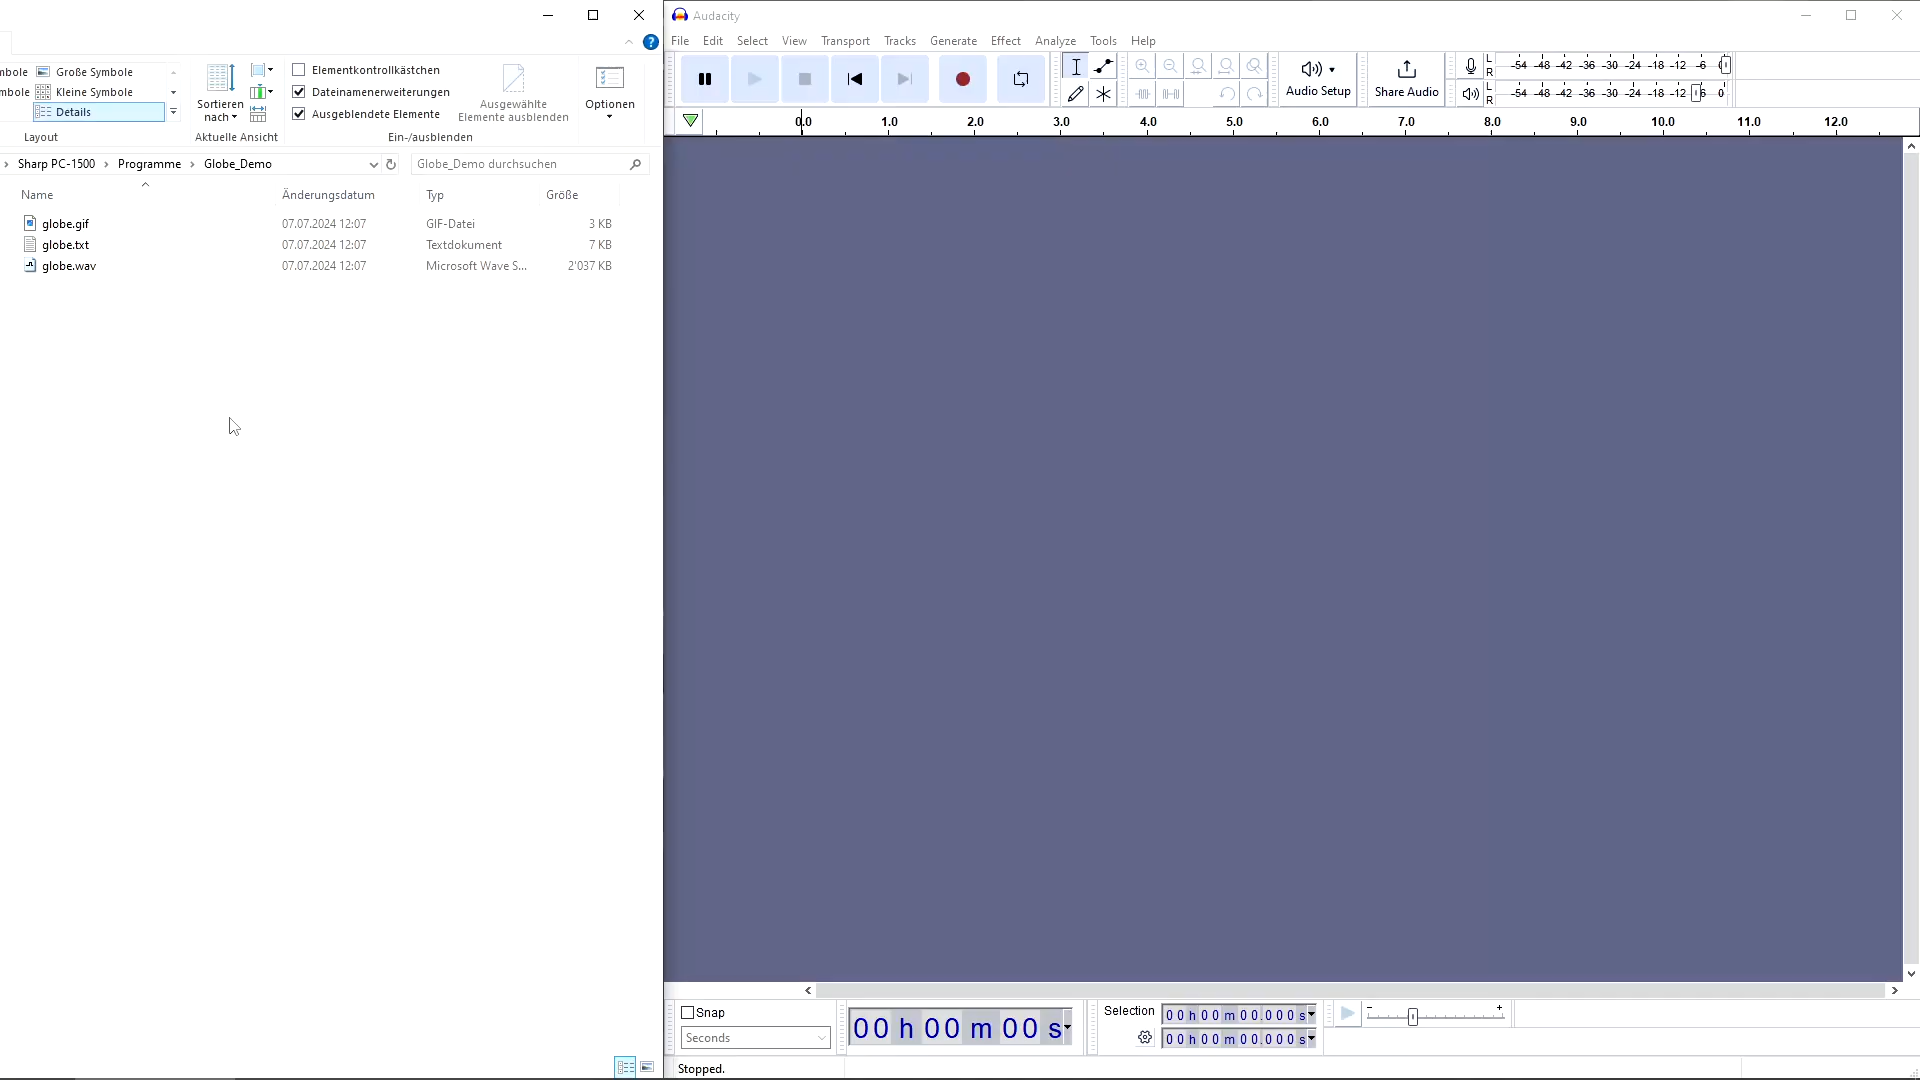 mbole
Große Symbole
mbole
Kleine Symbole
Details
Layout
Sortieren
nach
Aktuelle Ansicht
Elementkontrollkästchen
Dateinamenerweiterungen
Ausgeblendete Elemente
Ausgewählte
Elemente ausblenden
Optionen
Ein-/ausblenden
Sharp PC-1500 > Programme > Globe_Demo
Globe_Demo durchsuchen
Name Änderungsdatum Typ Größe
globe.gif 07.07.2024 12:07 GIF-Datei 3 KB
globe.txt 07.07.2024 12:07 Textdokument 7 KB
globe.wav 07.07.2024 12:07 Microsoft Wave S... 2'037 KB
Audacity
File Edit Select View Transport Tracks Generate Effect Analyze Tools Help
Audio Setup
Share Audio
L
R
-54 -48 -42 -36 -30 -24 -18 -12 -6
L
R
-54 -48 -42 -36 -30 -24 -18 -12 6 0
0.0 1.0 2.0 3.0 4.0 5.0 6.0 7.0 8.0 9.0 10.0 11.0 12.0
Snap
Seconds
00 h 00 m 00 s
Selection
00 h 00 m 00.000 s
00 h 00 m 00.000 s
- +
Stopped.